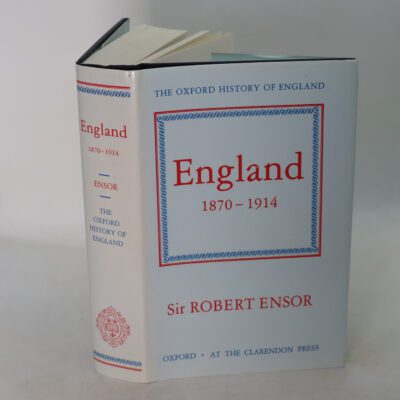 England
1870–1914
ENSOR
THE
OXFORD
HISTORY OF
ENGLAND
THE OXFORD HISTORY OF ENGLAND
England
1870–1914
Sir ROBERT ENSOR
OXFORD · AT THE CLARENDON PRESS